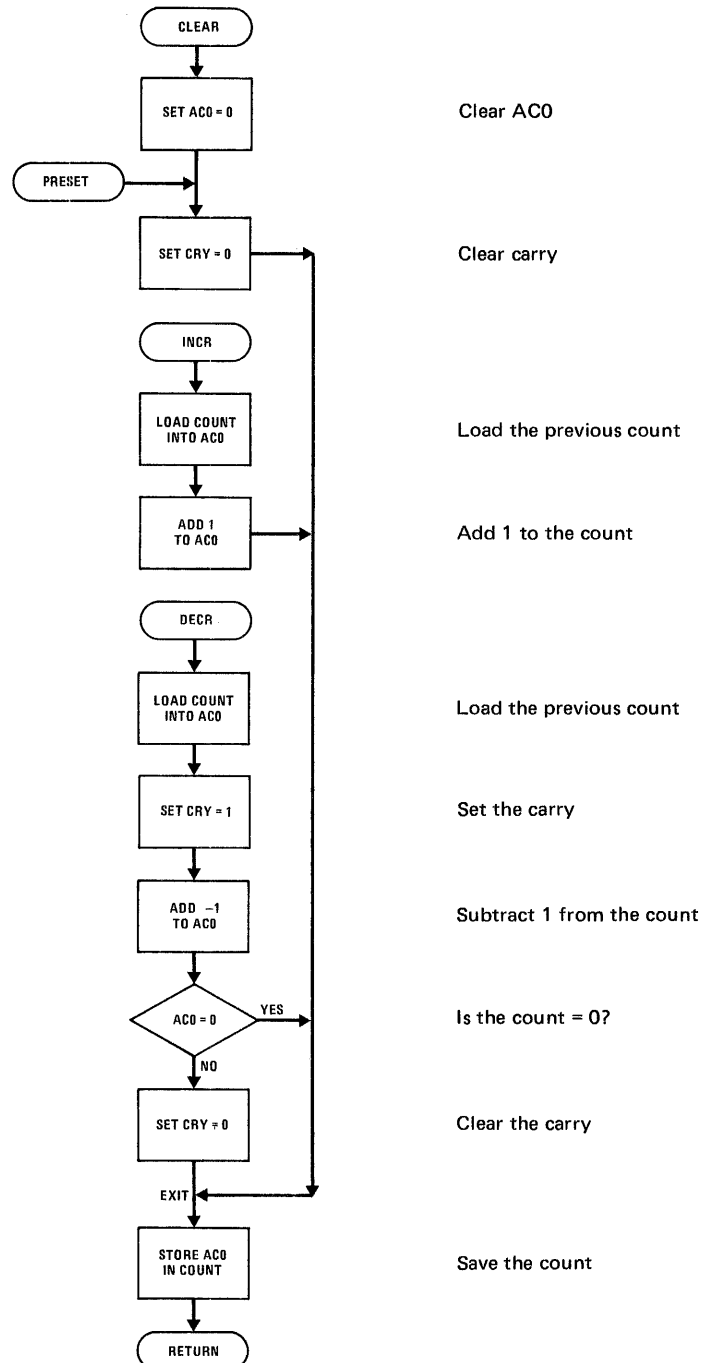 CLEAR
SET AC0 = 0
Clear AC0
PRESET
SET CRY = 0
Clear carry
INCR
LOAD COUNT
INTO AC0
Load the previous count
ADD 1
TO AC0
Add 1 to the count
DECR
LOAD COUNT
INTO AC0
Load the previous count
SET CRY = 1
Set the carry
ADD −1
TO AC0
Subtract 1 from the count
AC0 = 0
YES
Is the count = 0?
NO
SET CRY = 0
Clear the carry
EXIT
STORE AC0
IN COUNT
Save the count
RETURN